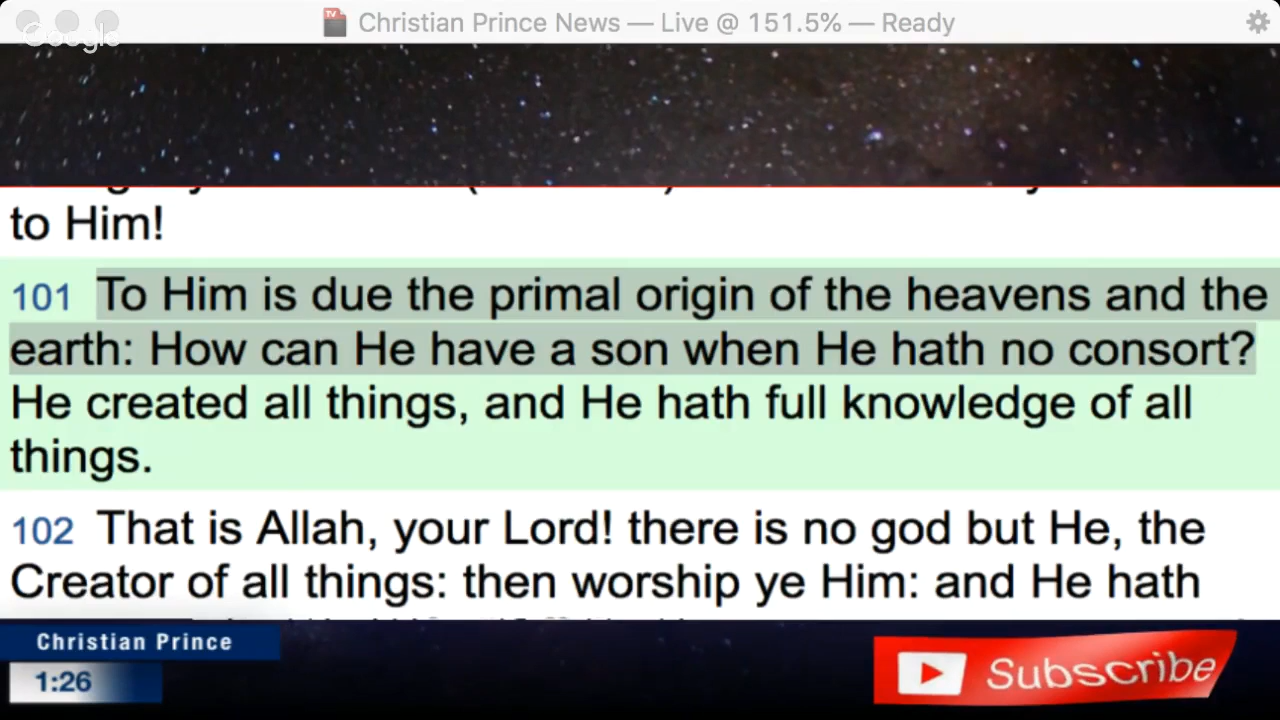 Google
TV
Christian Prince News — Live @ 151.5% — Ready
to Him!
101 To Him is due the primal origin of the heavens and the
earth: How can He have a son when He hath no consort?
He created all things, and He hath full knowledge of all
things.
102 That is Allah, your Lord! there is no god but He, the
Creator of all things: then worship ye Him: and He hath
Christian Prince
1:26
Subscribe